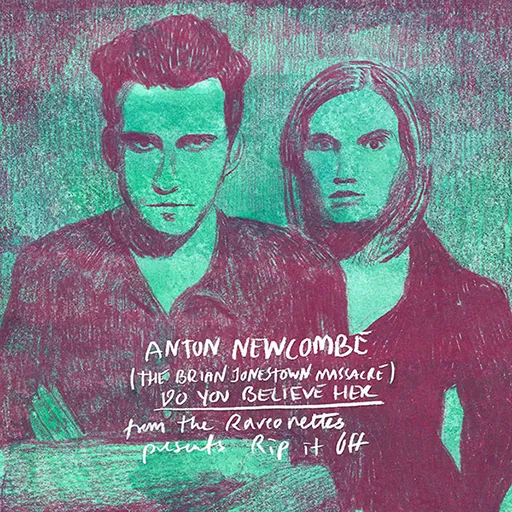 ANTON NEWCOMBE
(THE BRIAN JONESTOWN MASSACRE)
DO YOU BELIEVE HER
from the Raveonettes
presents Rip it Off